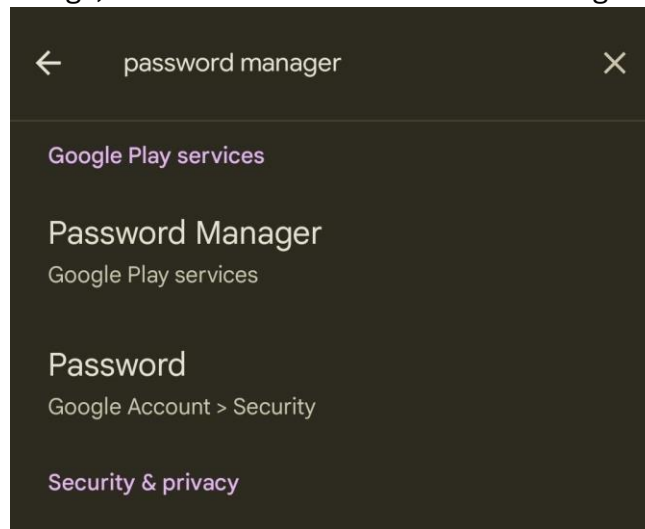 password manager
Google Play services
Password Manager
Google Play services
Password
Google Account > Security
Security & privacy